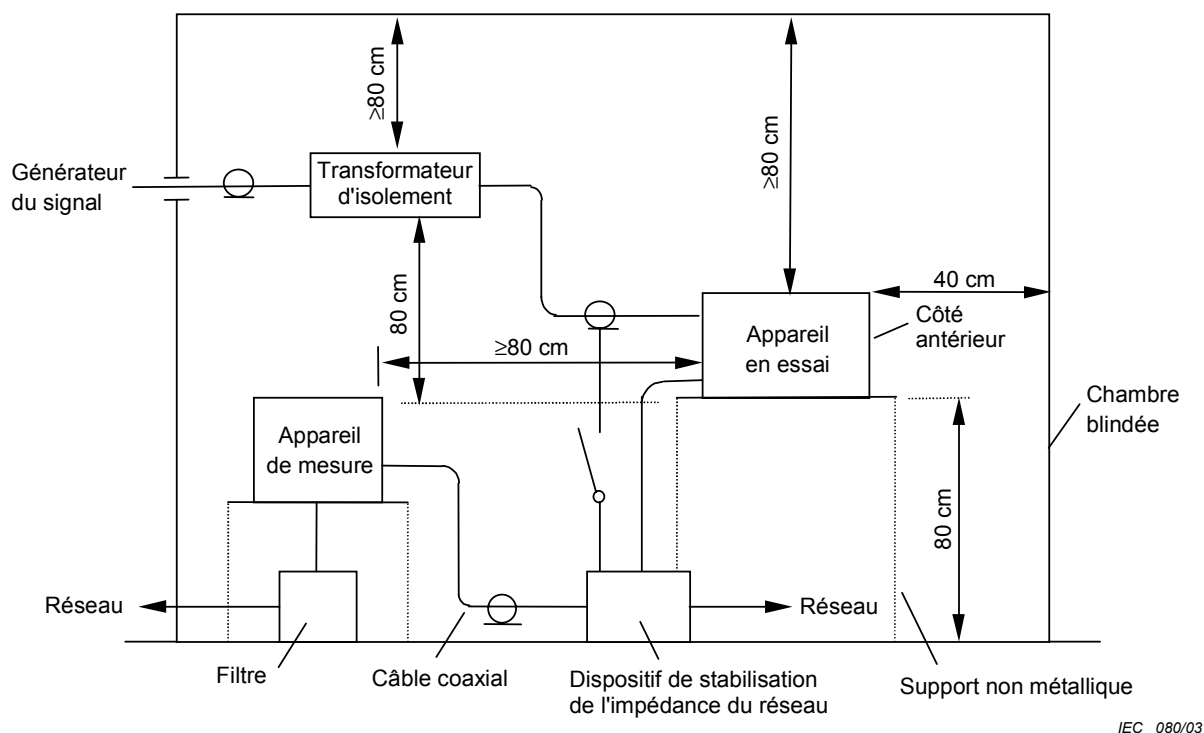 ≥80 cm
≥80 cm
Générateur
du signal
Transformateur
d'isolement
80 cm
40 cm
≥80 cm
Appareil
en essai
Côté
antérieur
Chambre
blindée
Appareil
de mesure
80 cm
Réseau
Réseau
Filtre
Câble coaxial
Dispositif de stabilisation
de l'impédance du réseau
Support non métallique
IEC 080/03